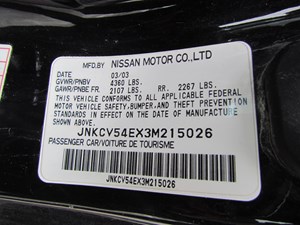 MFD. BY NISSAN MOTOR CO.,LTD
DATE : 03/03
GVWR/PNBV : 4360 LBS.
GAWR/PNBE FR. : 2107 LBS. RR. : 2267 LBS.
THIS VEHICLE CONFORMS TO ALL APPLICABLE FEDERAL
MOTOR VEHICLE SAFETY,BUMPER,AND THEFT PREVENTION
STANDARDS IN EFFECT ON THE DATE OF MANUFACTURE
SHOWN ABOVE.
JNKCV54EX3M215026
PASSENGER CAR/VOITURE DE TOURISME
JNKCV54EX3M215026